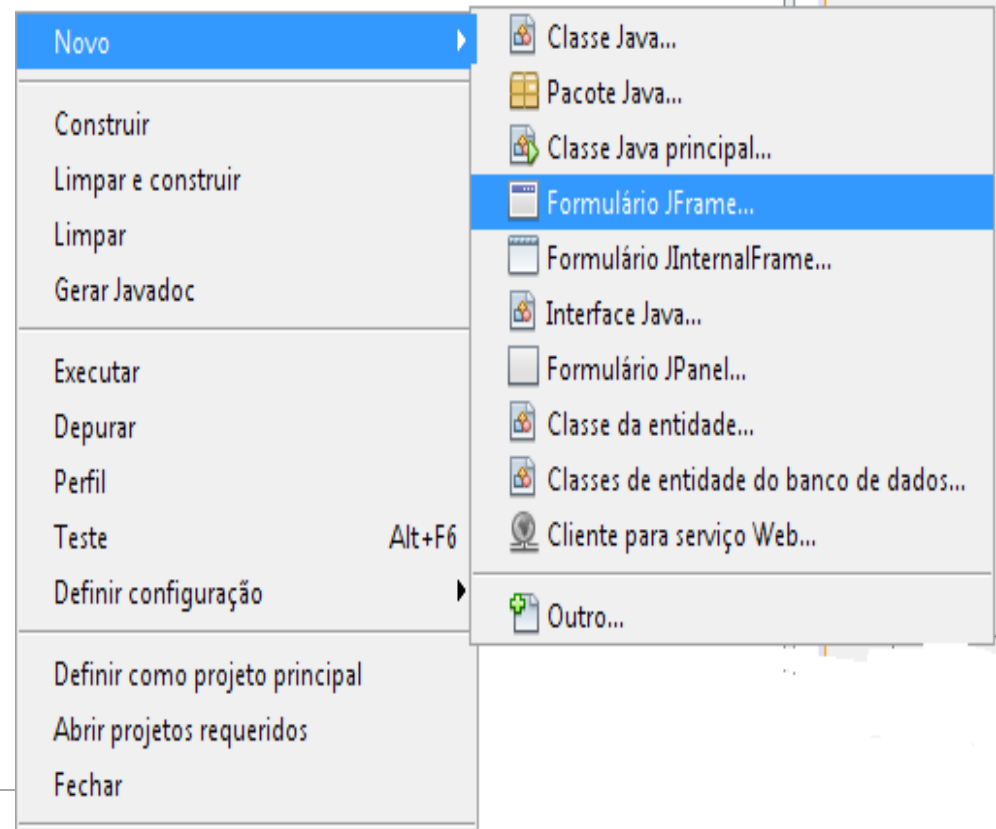 Novo
Construir
Limpar e construir
Limpar
Gerar Javadoc
Executar
Depurar
Perfil
Teste Alt+F6
Definir configuração
Definir como projeto principal
Abrir projetos requeridos
Fechar
Classe Java...
Pacote Java...
Classe Java principal...
Formulário JFrame...
Formulário JInternalFrame...
Interface Java...
Formulário JPanel...
Classe da entidade...
Classes de entidade do banco de dados...
Cliente para serviço Web...
Outro...